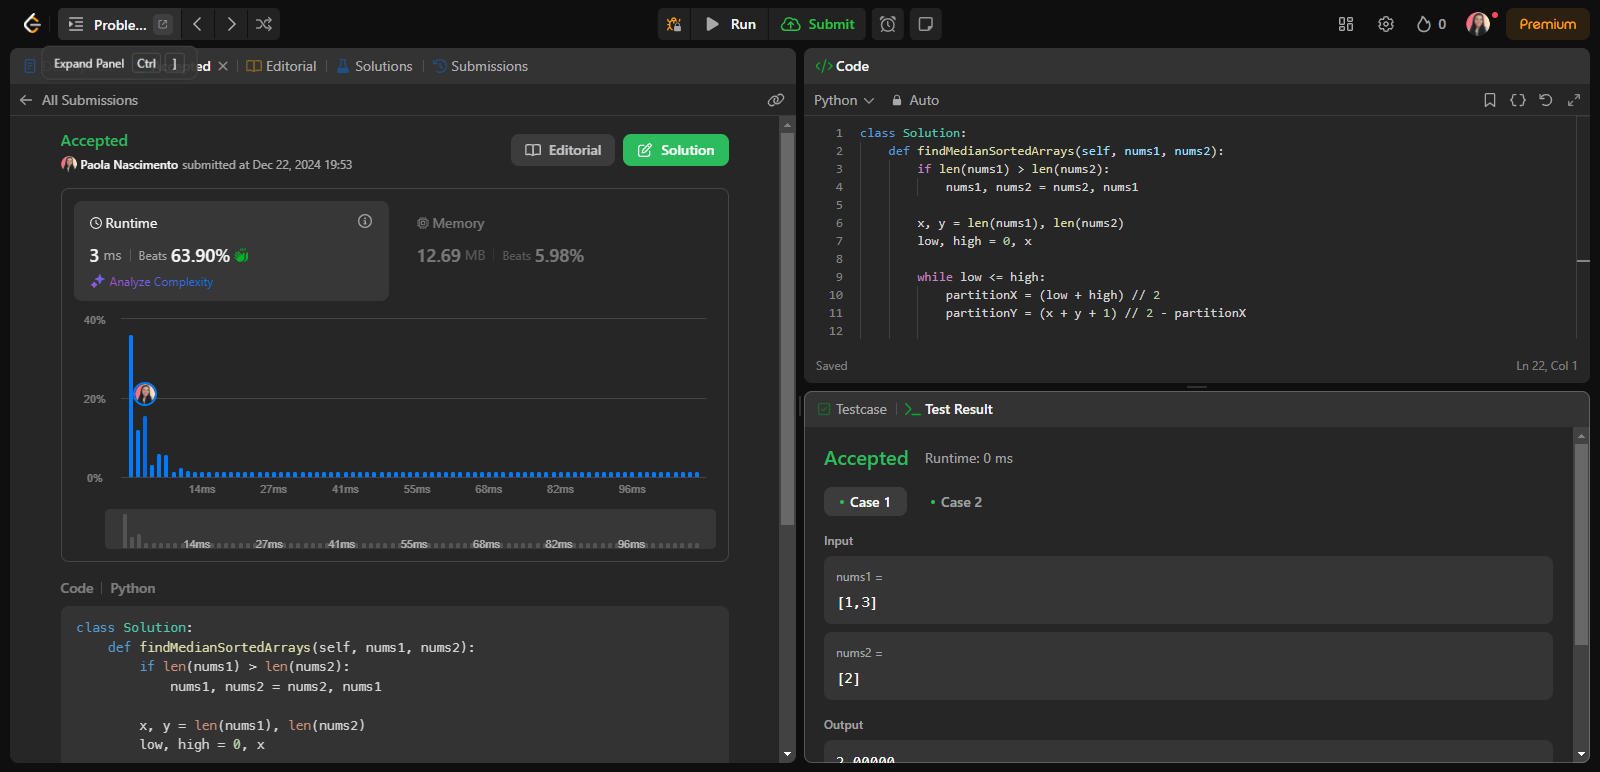 Proble...
Run
Submit
0
Premium
Expand Panel Ctrl ]
Editorial
Solutions
Submissions
All Submissions
Accepted
Paola Nascimento submitted at Dec 22, 2024 19:53
Editorial
Solution
Runtime
3 ms | Beats 63.90%
Analyze Complexity
Memory
12.69 MB | Beats 5.98%
40%
20%
0%
14ms 27ms 41ms 55ms 68ms 82ms 96ms
14ms 27ms 41ms 55ms 68ms 82ms 96ms
Code | Python
class Solution:
    def findMedianSortedArrays(self, nums1, nums2):
        if len(nums1) > len(nums2):
            nums1, nums2 = nums2, nums1
        x, y = len(nums1), len(nums2)
        low, high = 0, x
</> Code
Python
Auto
1 class Solution:
2     def findMedianSortedArrays(self, nums1, nums2):
3         if len(nums1) > len(nums2):
4             nums1, nums2 = nums2, nums1
5
6         x, y = len(nums1), len(nums2)
7         low, high = 0, x
8
9         while low <= high:
10             partitionX = (low + high) // 2
11             partitionY = (x + y + 1) // 2 - partitionX
12
Saved
Ln 22, Col 1
Testcase
Test Result
Accepted Runtime: 0 ms
Case 1
Case 2
Input
nums1 =
[1,3]
nums2 =
[2]
Output
2.00000